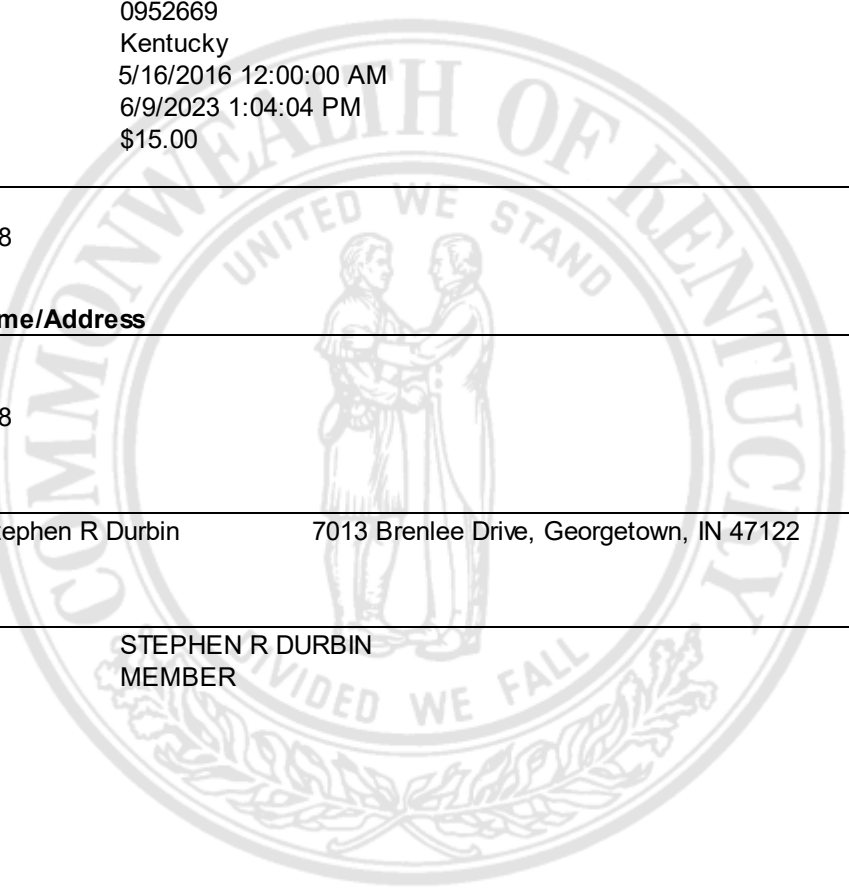 0952669
Kentucky
5/16/2016 12:00:00 AM
6/9/2023 1:04:04 PM
$15.00
8
me/Address
8
tephen R Durbin 7013 Brenlee Drive, Georgetown, IN 47122
STEPHEN R DURBIN
MEMBER
COMMONWEALTH OF KENTUCKY
UNITED WE STAND
DIVIDED WE FALL